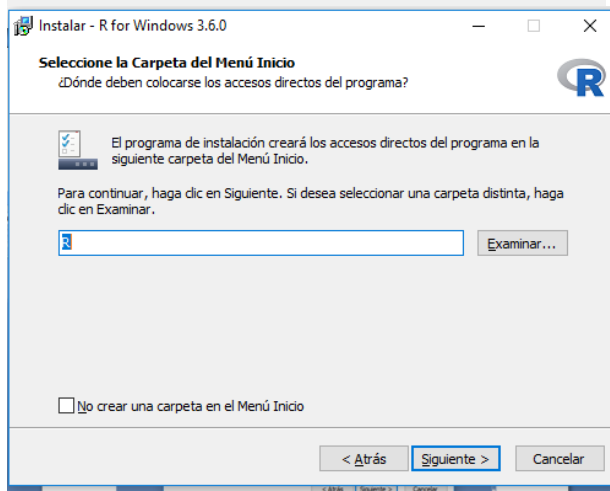 Instalar - R for Windows 3.6.0
Seleccione la Carpeta del Menú Inicio
¿Dónde deben colocarse los accesos directos del programa?
R
El programa de instalación creará los accesos directos del programa en la
siguiente carpeta del Menú Inicio.
Para continuar, haga clic en Siguiente. Si desea seleccionar una carpeta distinta, haga
clic en Examinar.
R
Examinar...
No crear una carpeta en el Menú Inicio
< Atrás
Siguiente >
Cancelar
< Atrás
Siguiente >
Cancelar